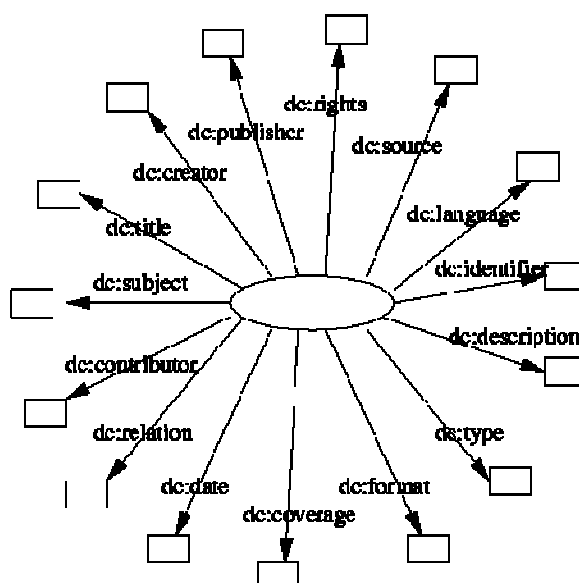 dc:rights
dc:publisher
dc:source
dc:creator
dc:language
dc:title
dc:identifier
dc:subject
dc:description
dc:contributor
dc:relation
dc:type
dc:date
dc:format
dc:coverage